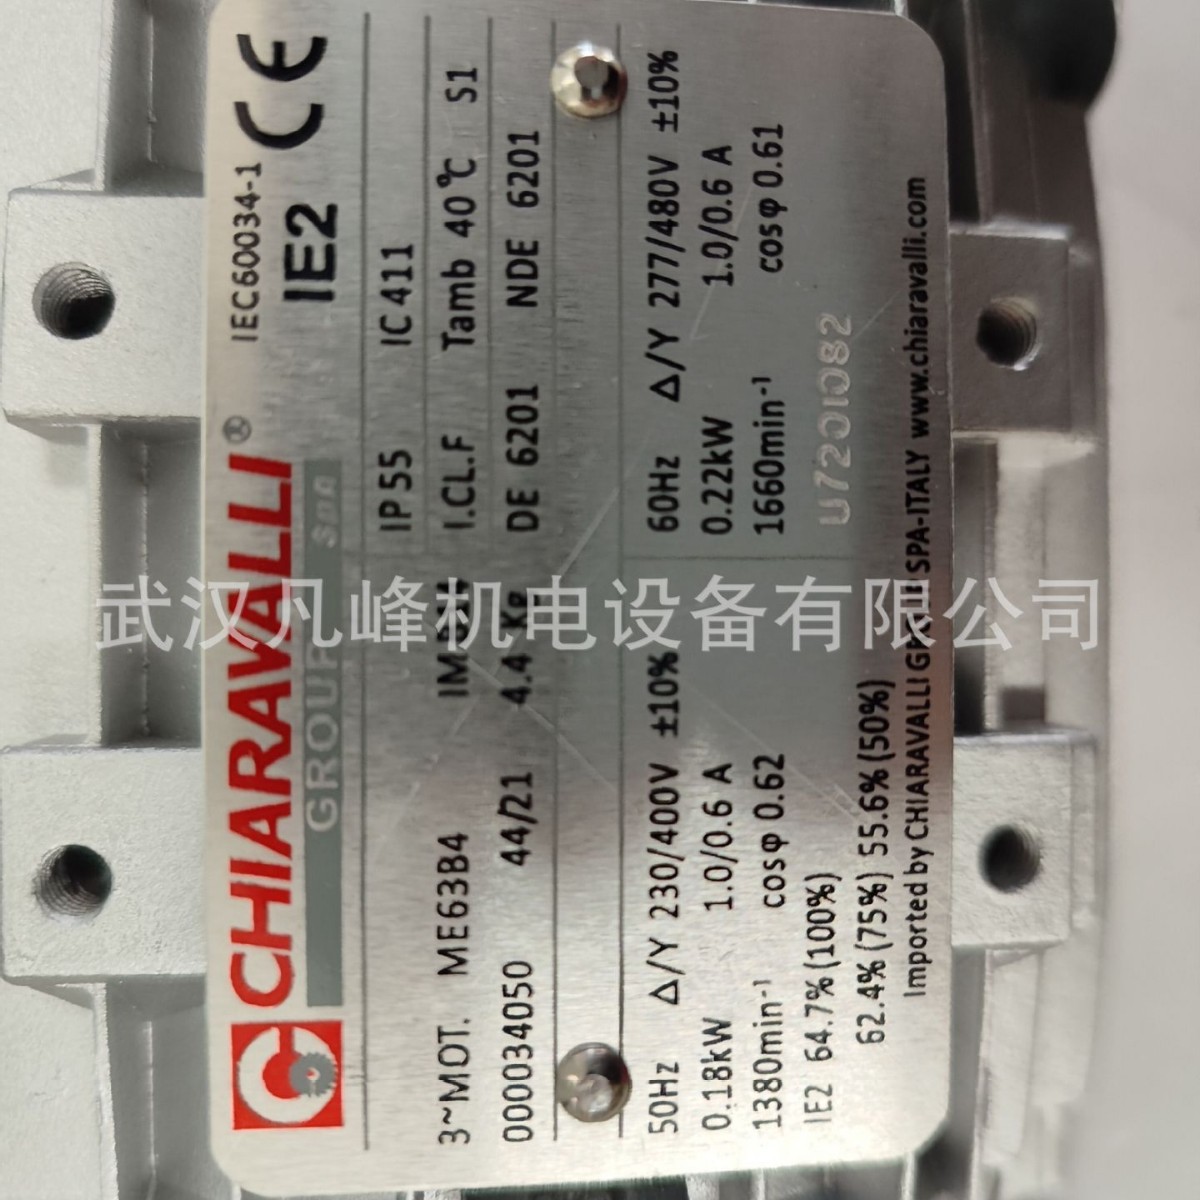 CHIARAVALLI®
GROUP SpA
IEC60034-1
IE2 CE
IP55 IC411
3~MOT. ME63B4 I.CL.F Tamb 40°C S1
000034050 44/21 4.4 DE 6201 NDE 6201
50Hz Δ/Y 230/400V ±10%
0.18kW 1.0/0.6 A
1380min-¹ cosφ 0.62
IE2 64.7% (100%)
62.4% (75%) 55.6% (50%)
60Hz Δ/Y 277/480V ±10%
0.22kW 1.0/0.6 A
1660min-¹ cosφ 0.61
U7201082
Imported by CHIARAVALLI GROUP SPA-ITALY www.chiaravalli.com
武汉凡峰机电设备有限公司